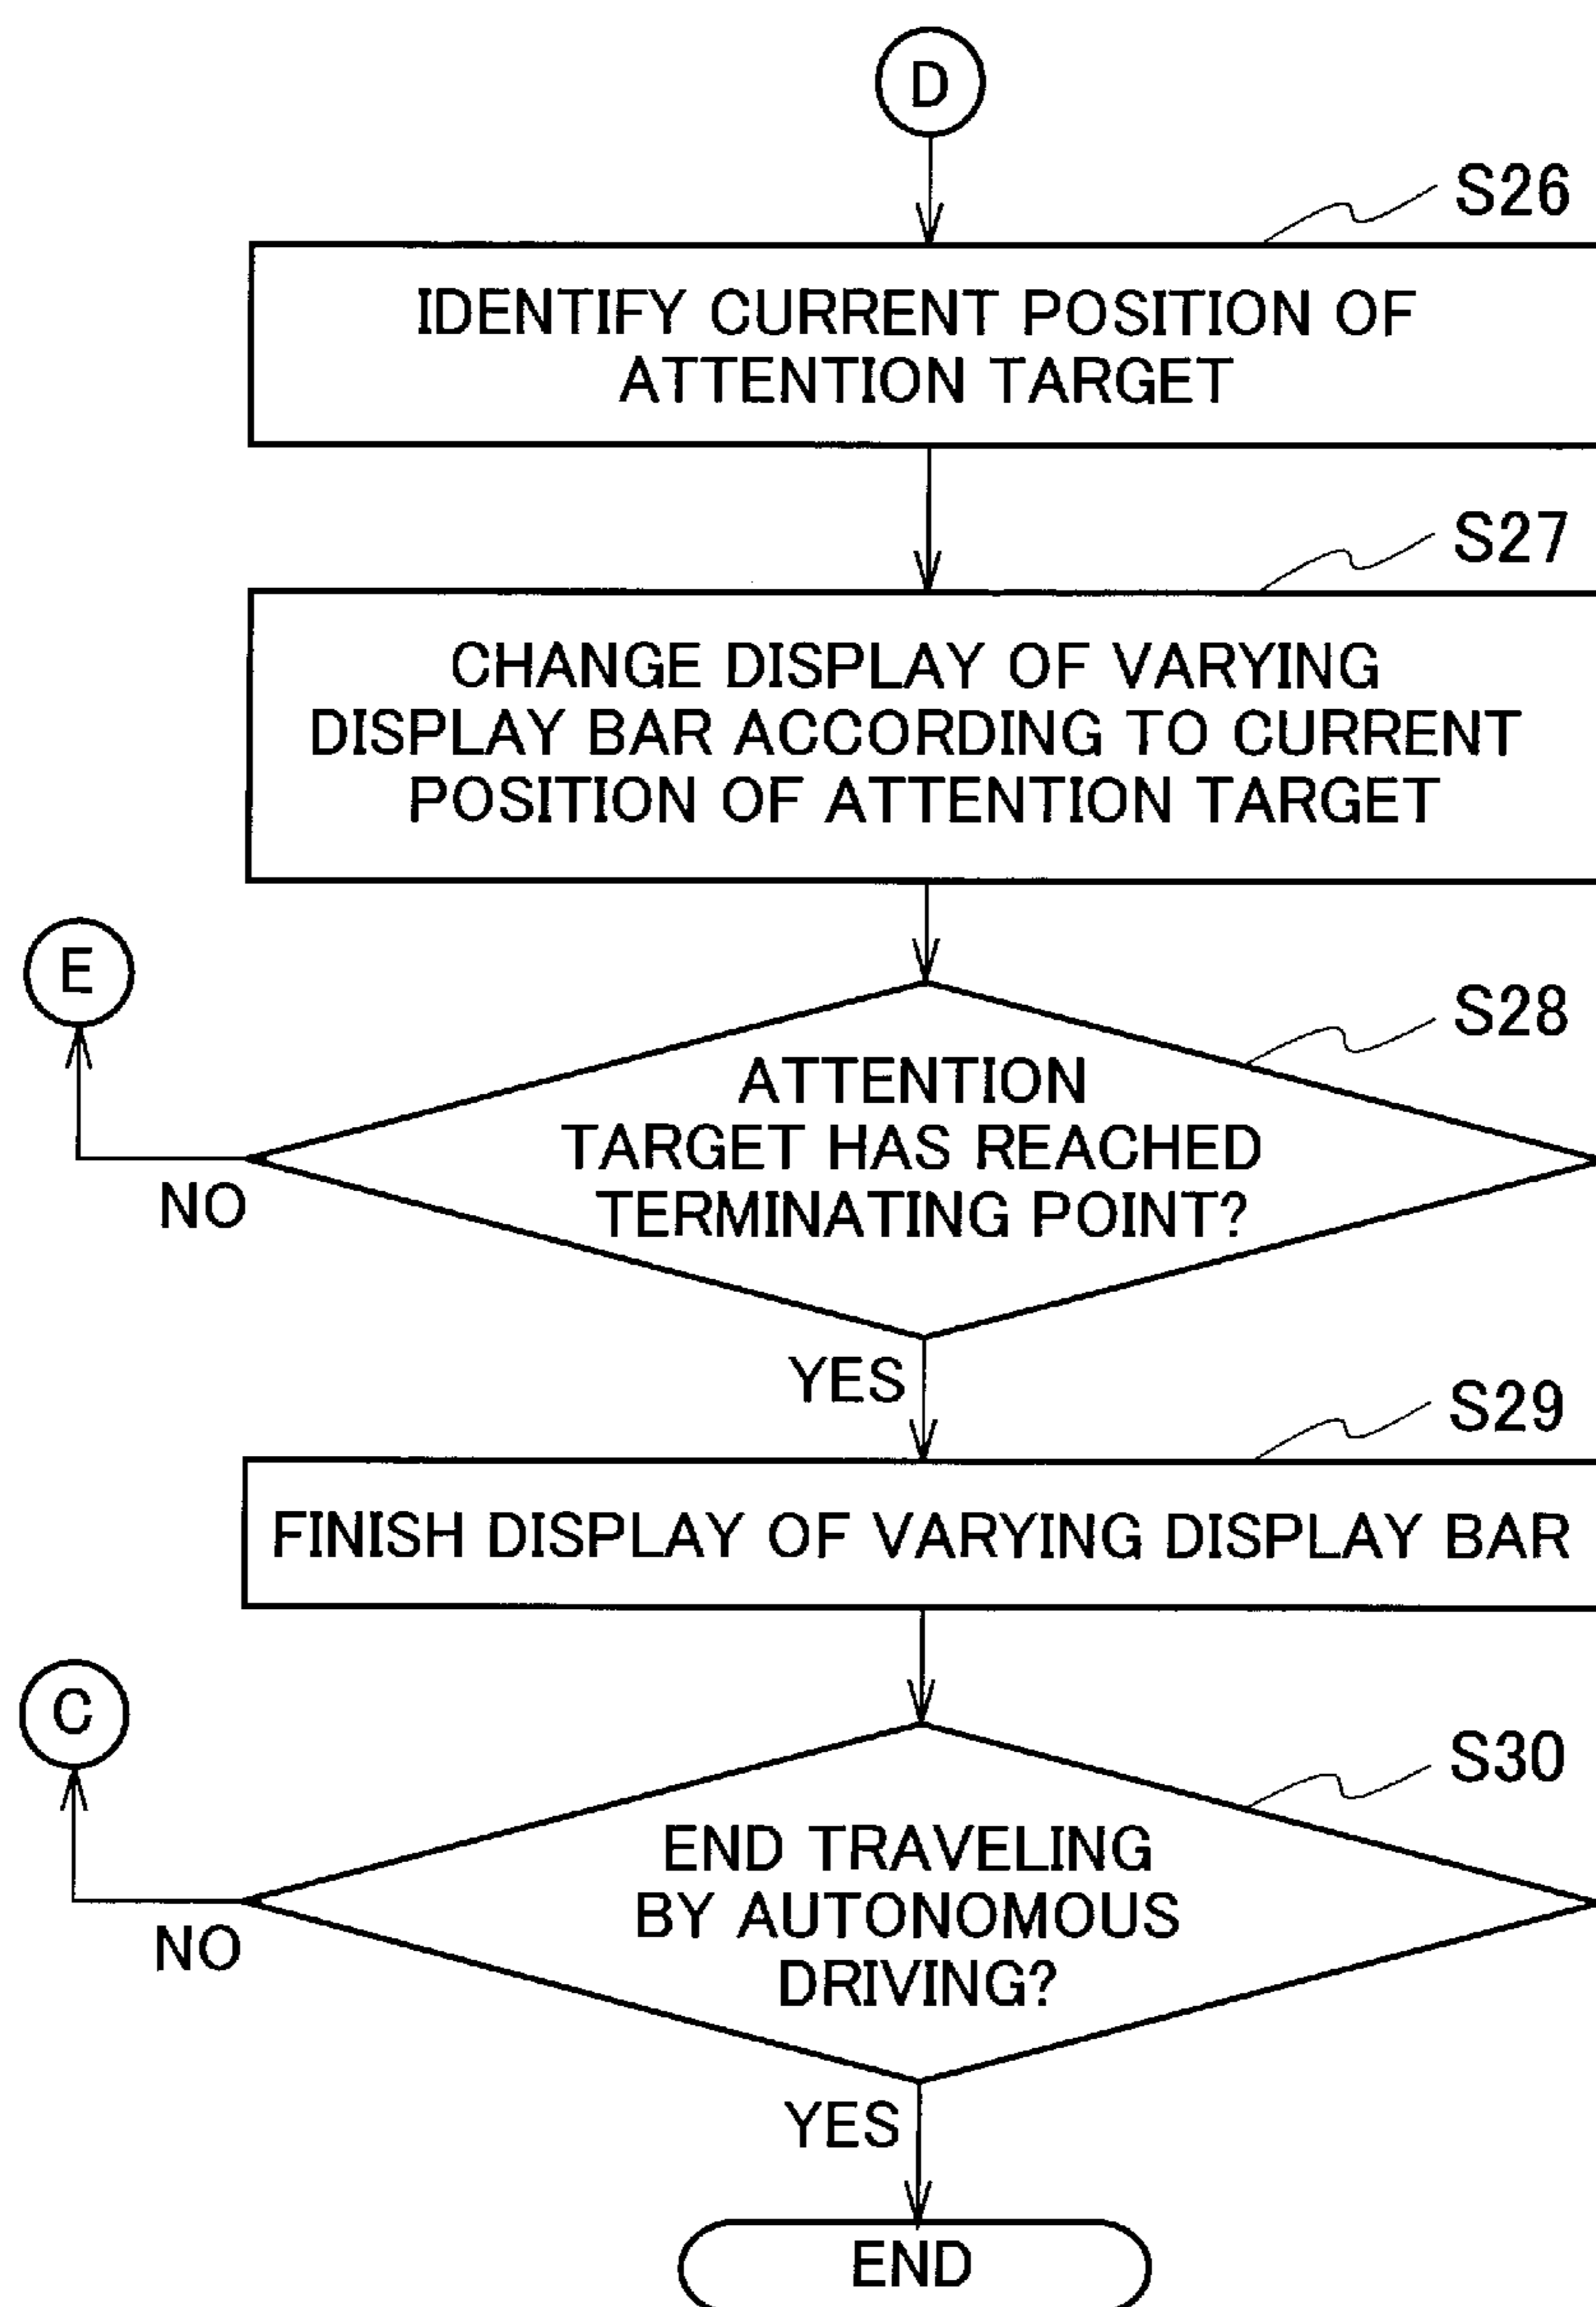 D
S26
IDENTIFY CURRENT POSITION OF
ATTENTION TARGET
S27
CHANGE DISPLAY OF VARYING
DISPLAY BAR ACCORDING TO CURRENT
POSITION OF ATTENTION TARGET
E
S28
ATTENTION
TARGET HAS REACHED
TERMINATING POINT?
NO
YES
S29
FINISH DISPLAY OF VARYING DISPLAY BAR
C
S30
END TRAVELING
BY AUTONOMOUS
DRIVING?
NO
YES
END